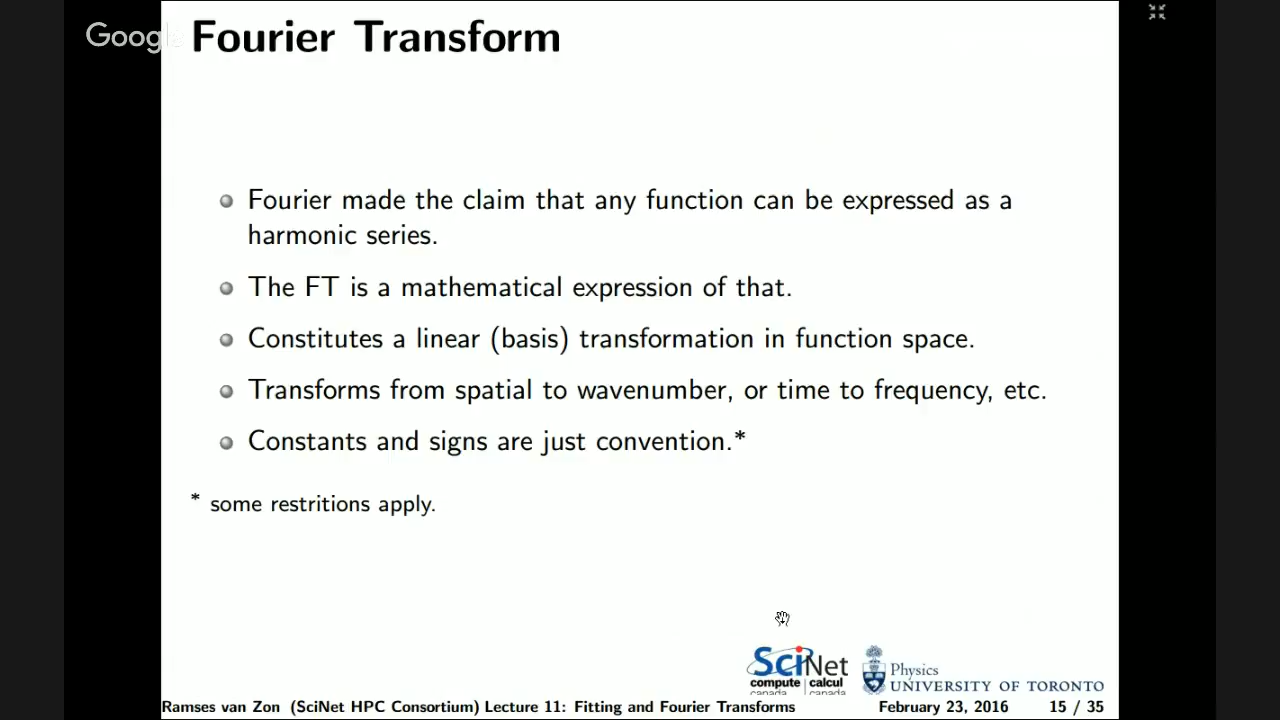 Google
Fourier Transform
Fourier made the claim that any function can be expressed as a
harmonic series.
The FT is a mathematical expression of that.
Constitutes a linear (basis) transformation in function space.
Transforms from spatial to wavenumber, or time to frequency, etc.
Constants and signs are just convention.*
* some restritions apply.
SciNet
compute | calcul
canada | canada
Physics
UNIVERSITY OF TORONTO
Ramses van Zon (SciNet HPC Consortium) Lecture 11: Fitting and Fourier Transforms February 23, 2016 15 / 35